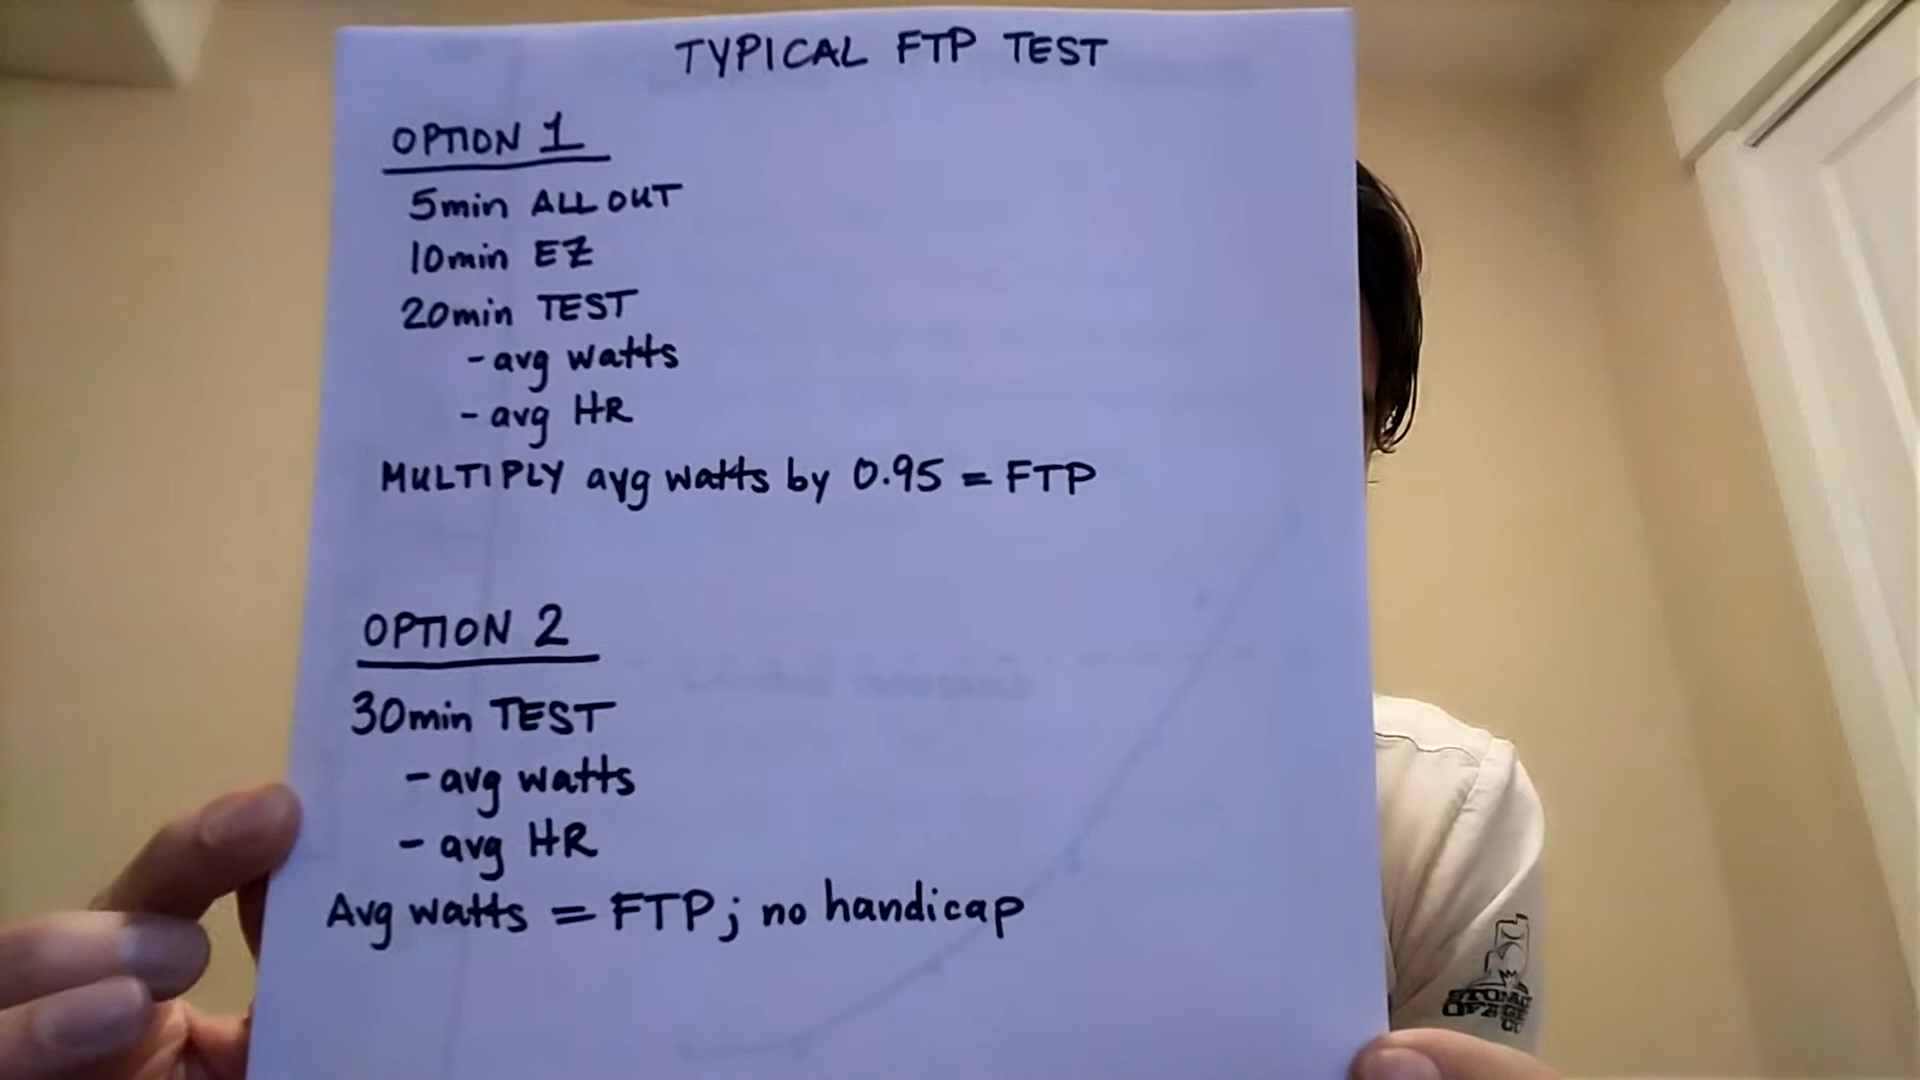 TYPICAL FTP TEST
OPTION 1
5min ALL OUT
10min EZ
20min TEST
- avg watts
- avg HR
MULTIPLY avg watts by 0.95 = FTP
OPTION 2
30min TEST
- avg watts
- avg HR
Avg watts = FTP; no handicap